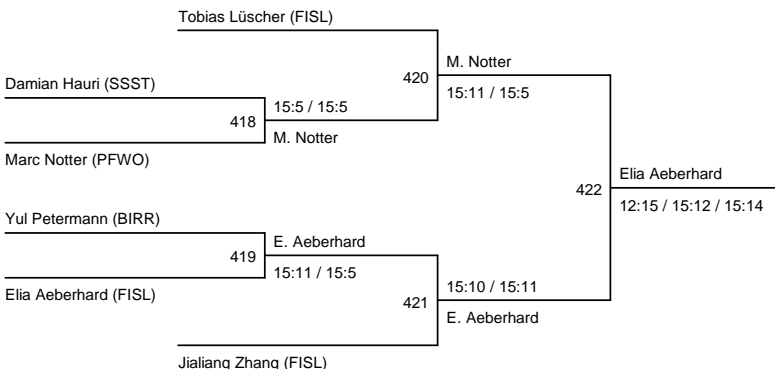 Tobias Lüscher (FISL)
420
M. Notter
15:11 / 15:5
Damian Hauri (SSST)
418
15:5 / 15:5
M. Notter
Marc Notter (PFWO)
422
Elia Aeberhard
12:15 / 15:12 / 15:14
Yul Petermann (BIRR)
419
E. Aeberhard
15:11 / 15:5
Elia Aeberhard (FISL)
421
15:10 / 15:11
E. Aeberhard
Jialiang Zhang (FISL)